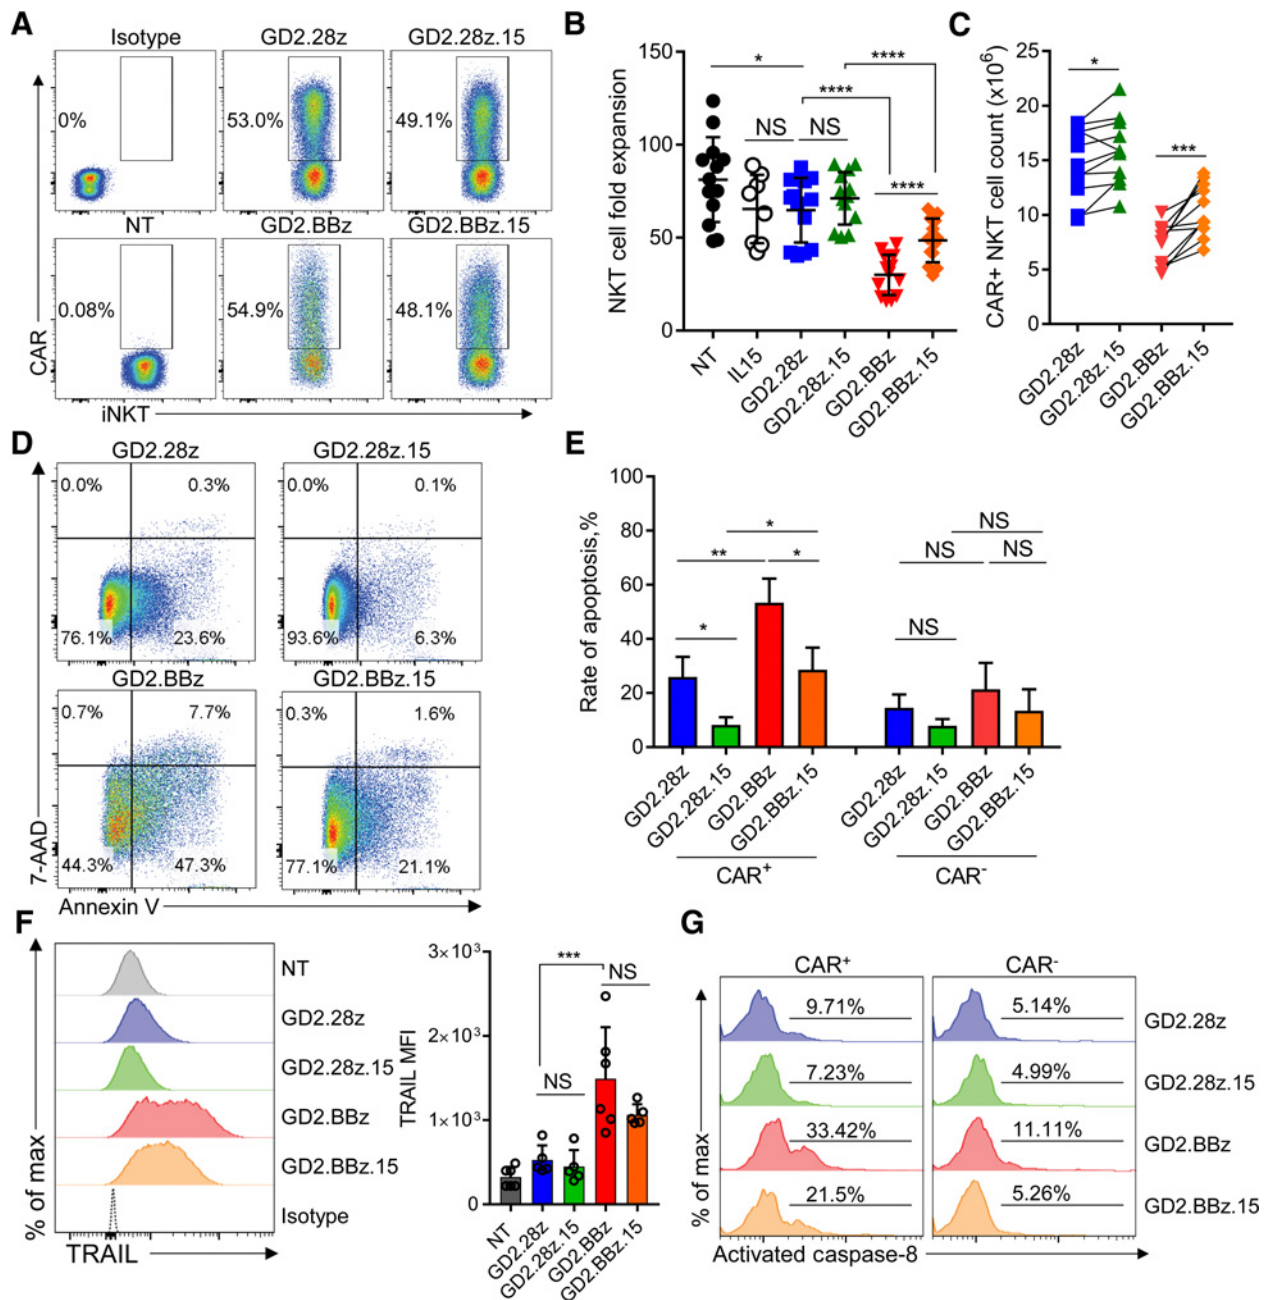 A
Isotype
GD2.28z
GD2.28z.15
0%
53.0%
49.1%
NT
GD2.BBz
GD2.BBz.15
0.08%
54.9%
48.1%
CAR
iNKT
B
NKT cell fold expansion
150
100
50
0
*
****
****
NS
NS
****
NT
IL15
GD2.28z
GD2.28z.15
GD2.BBz
GD2.BBz.15
C
CAR+ NKT cell count (x10⁶)
25
20
15
10
5
0
*
***
GD2.28z
GD2.28z.15
GD2.BBz
GD2.BBz.15
D
GD2.28z
GD2.28z.15
0.0%
0.3%
0.0%
0.1%
76.1%
23.6%
93.6%
6.3%
GD2.BBz
GD2.BBz.15
0.7%
7.7%
0.3%
1.6%
44.3%
47.3%
77.1%
21.1%
7-AAD
Annexin V
E
Rate of apoptosis, %
100
80
60
40
20
0
*
**
*
*
NS
NS
NS
NS
GD2.28z
GD2.28z.15
GD2.BBz
GD2.BBz.15
GD2.28z
GD2.28z.15
GD2.BBz
GD2.BBz.15
CAR⁺
CAR⁻
F
% of max
NT
GD2.28z
GD2.28z.15
GD2.BBz
GD2.BBz.15
Isotype
TRAIL
TRAIL MFI
3×10³
2×10³
1×10³
0
***
NS
NS
NT
GD2.28z
GD2.28z.15
GD2.BBz
GD2.BBz.15
G
CAR⁺
CAR⁻
% of max
9.71%
5.14%
GD2.28z
7.23%
4.99%
GD2.28z.15
33.42%
11.11%
GD2.BBz
21.5%
5.26%
GD2.BBz.15
Activated caspase-8